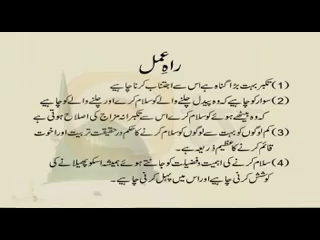 راہِ عمل
(1) تکبر بہت بڑا گناہ ہے اس سے اجتناب کرنا چاہیے
(2) سوار کو چاہیے کہ وہ پیدل چلنے والے کو سلام کرے اور چلنے والے کو چاہیے
کہ وہ بیٹھے ہوئے کو سلام کرے اس سے متکبرانہ مزاج کی اصلاح ہوتی ہے
(3) کم لوگوں کو بہت سے لوگوں کو سلام کرنے کا حکم درحقیقت تربیت اور اخوت
قائم کرنے کا عظیم ذریعہ ہے۔
(4) سلام کرنے کی اہمیت و فضیلت کو جانتے ہوئے ہمیشہ اسکو پھیلانے کی
کوشش کرنی چاہیے اور اس میں پہل کرنی چاہیے۔